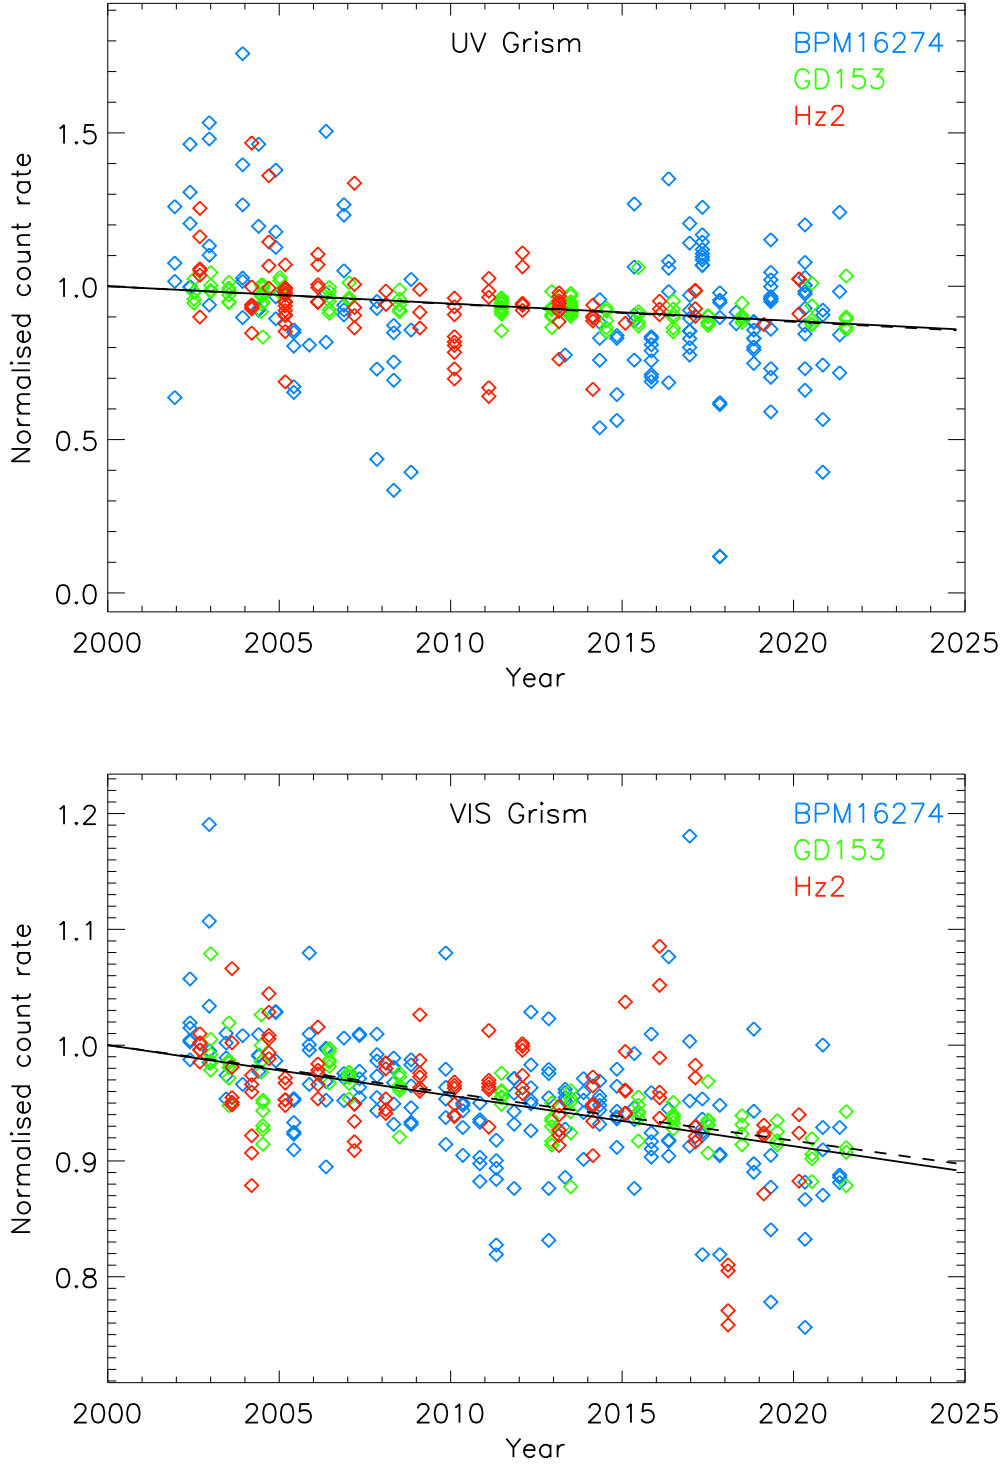 UV Grism
BPM16274
GD153
Hz2
1.5
1.0
0.5
0.0
Normalised count rate
2000 2005 2010 2015 2020 2025
Year
VIS Grism
BPM16274
GD153
Hz2
1.2
1.1
1.0
0.9
0.8
Normalised count rate
2000 2005 2010 2015 2020 2025
Year